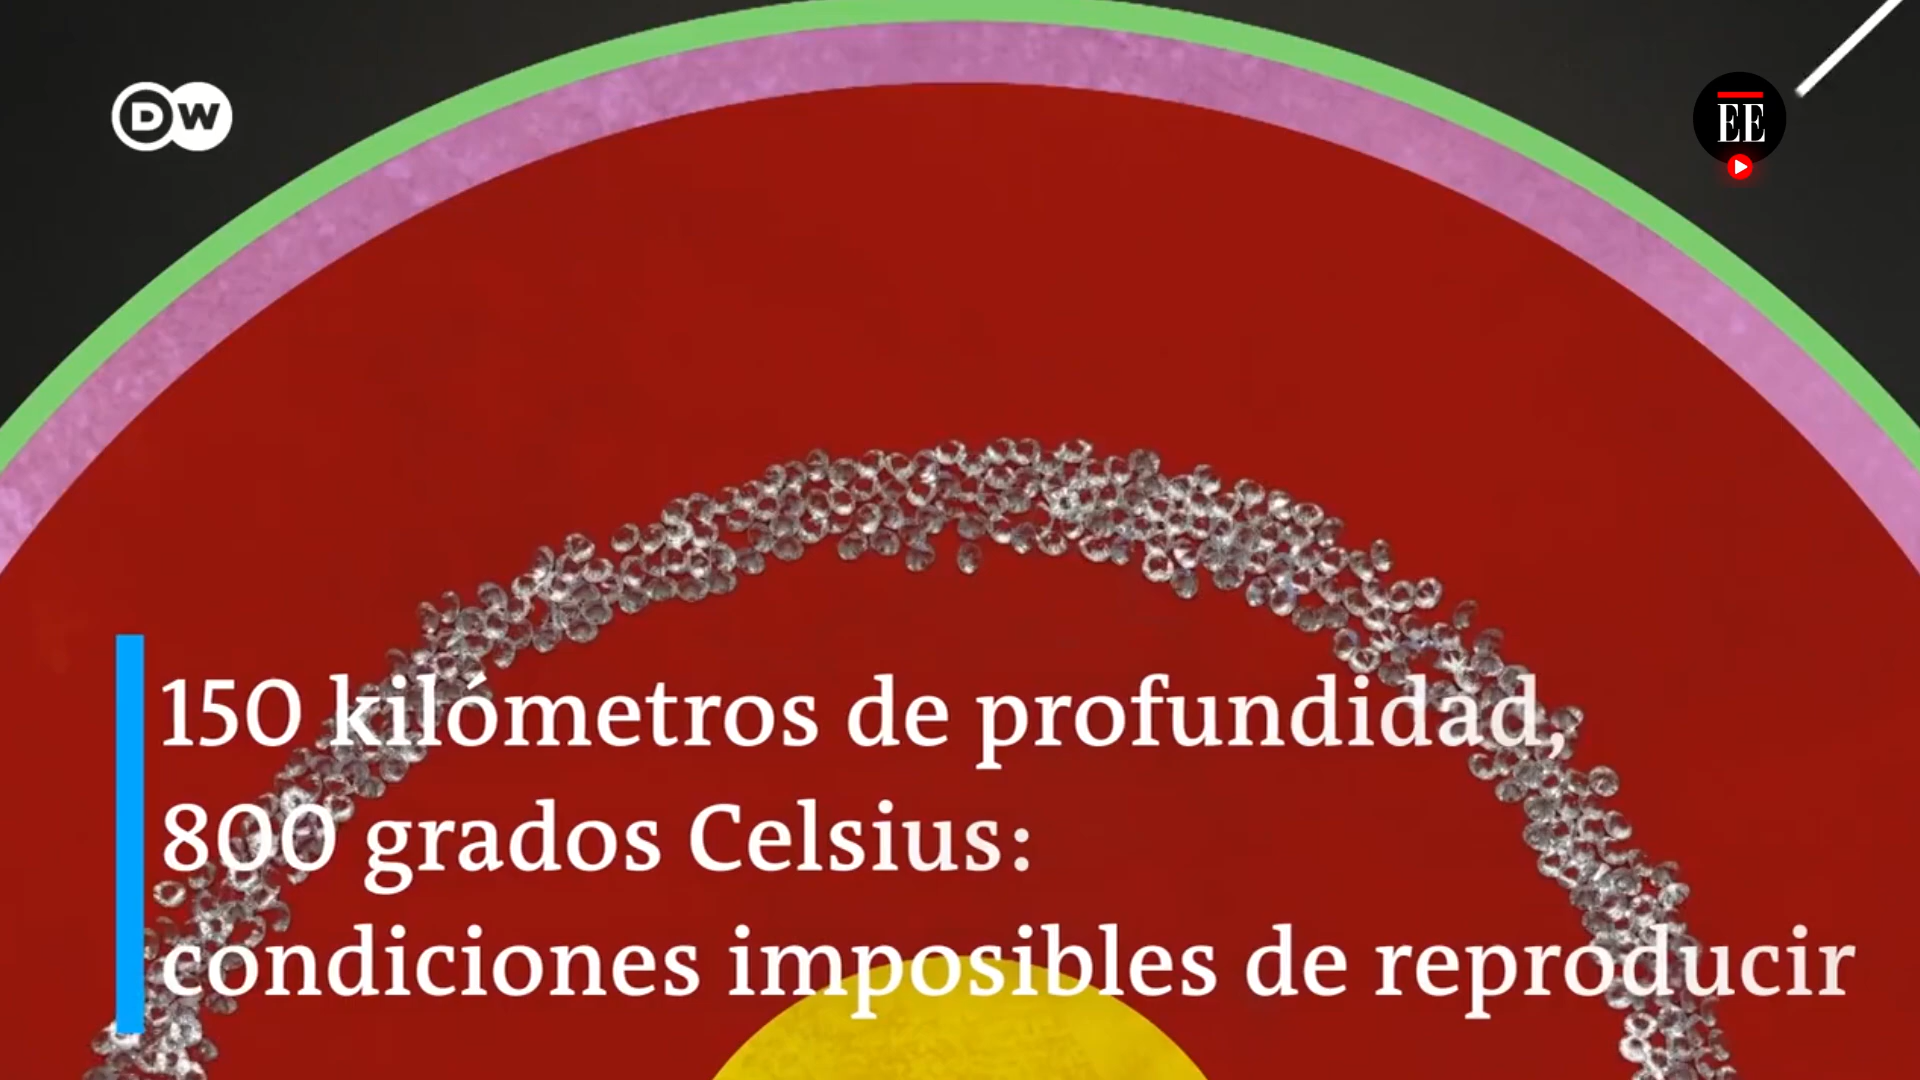 DW
EE
150 kilómetros de profundidad,
800 grados Celsius:
condiciones imposibles de reproducir